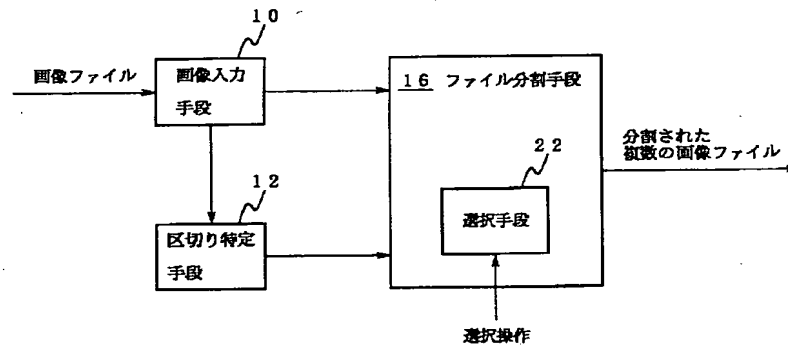 １０
画像ファイル
画像入力
手段
１６ ファイル分割手段
分割された
複数の画像ファイル
２２
選択手段
１２
区切り特定
手段
選択操作